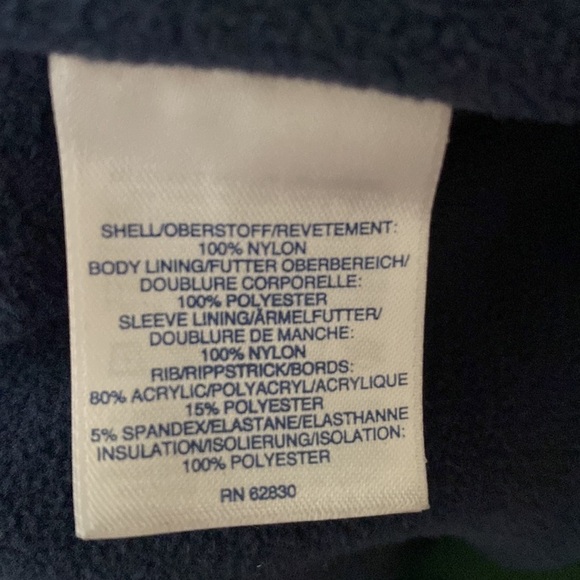 SHELL/OBERSTOFF/REVETEMENT:
100% NYLON
BODY LINING/FUTTER OBERBEREICH/
DOUBLURE CORPORELLE:
100% POLYESTER
SLEEVE LINING/ÄRMELFUTTER/
DOUBLURE DE MANCHE:
100% NYLON
RIB/RIPPSTRICK/BORDS:
80% ACRYLIC/POLYACRYL/ACRYLIQUE
15% POLYESTER
5% SPANDEX/ELASTANE/ELASTHANNE
INSULATION/ISOLIERUNG/ISOLATION:
100% POLYESTER
RN 62830